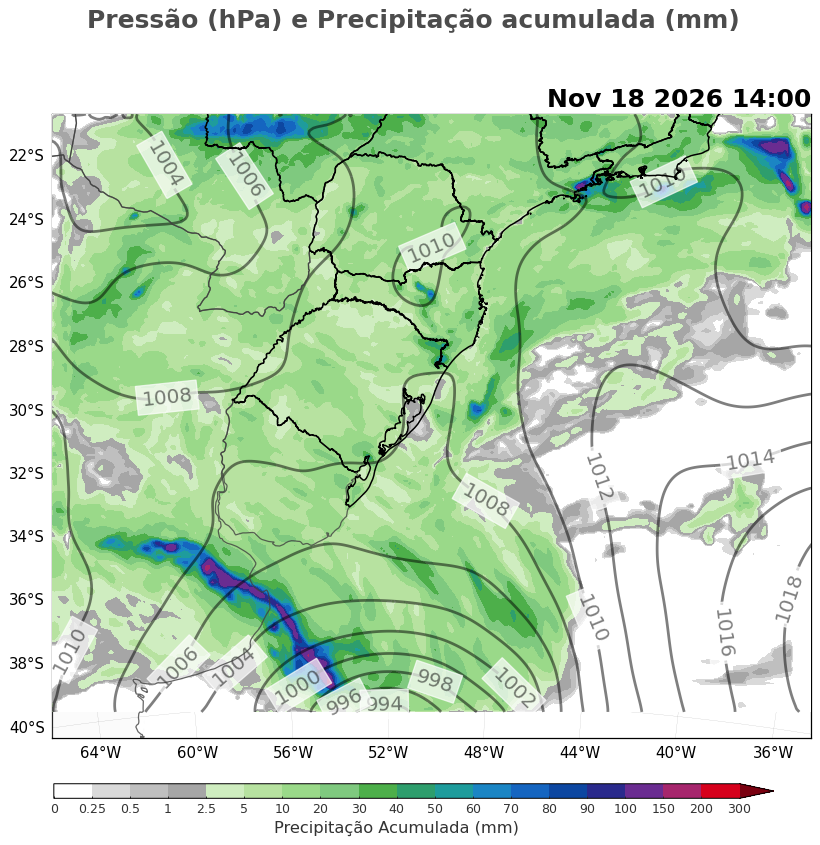 Pressão (hPa) e Precipitação acumulada (mm)
Nov 18 2026 14:00
22°S
24°S
26°S
28°S
30°S
32°S
34°S
36°S
38°S
40°S
1004
1006
1010
1008
1008
1012
1014
1010
1016
1018
1010
1006
1004
1000
996
994
998
1002
64°W 60°W 56°W 52°W 48°W 44°W 40°W 36°W
0 0.25 0.5 1 2.5 5 10 20 30 40 50 60 70 80 90 100 150 200 300
Precipitação Acumulada (mm)